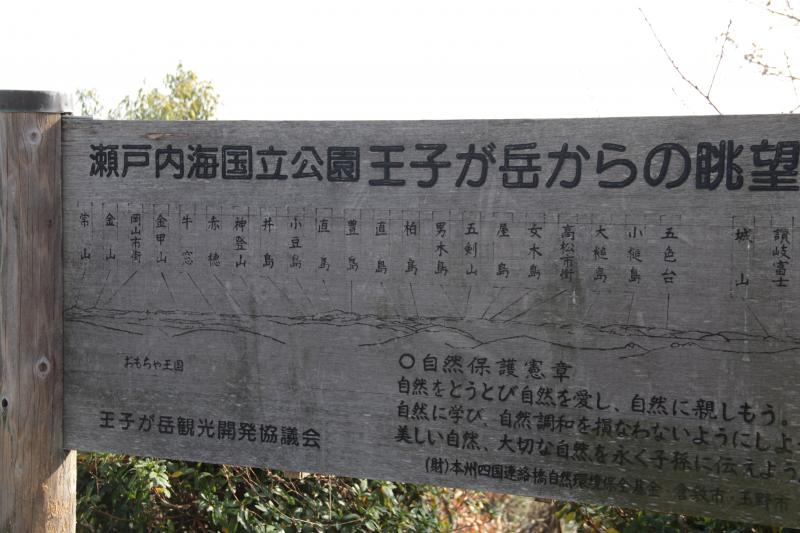 瀬戸内海国立公園 王子が岳からの眺望
常山
金山
岡山市街
金甲山
牛窓
赤穂
神登山
井島
小豆島
直島
豊島
直島
柏島
男木島
五剣山
屋島
女木島
高松市街
大槌島
小槌島
五色台
城山
讃岐富士
おもちゃ王国
王子が岳観光開発協議会
○自然保護憲章
自然をとうとび自然を愛し、自然に親しもう。
自然に学び、自然調和を損なわないようにしよ
美しい自然、大切な自然を永く子孫に伝えよう
(財)本州四国連絡橋自然環境保全基金 倉敷市・玉野市